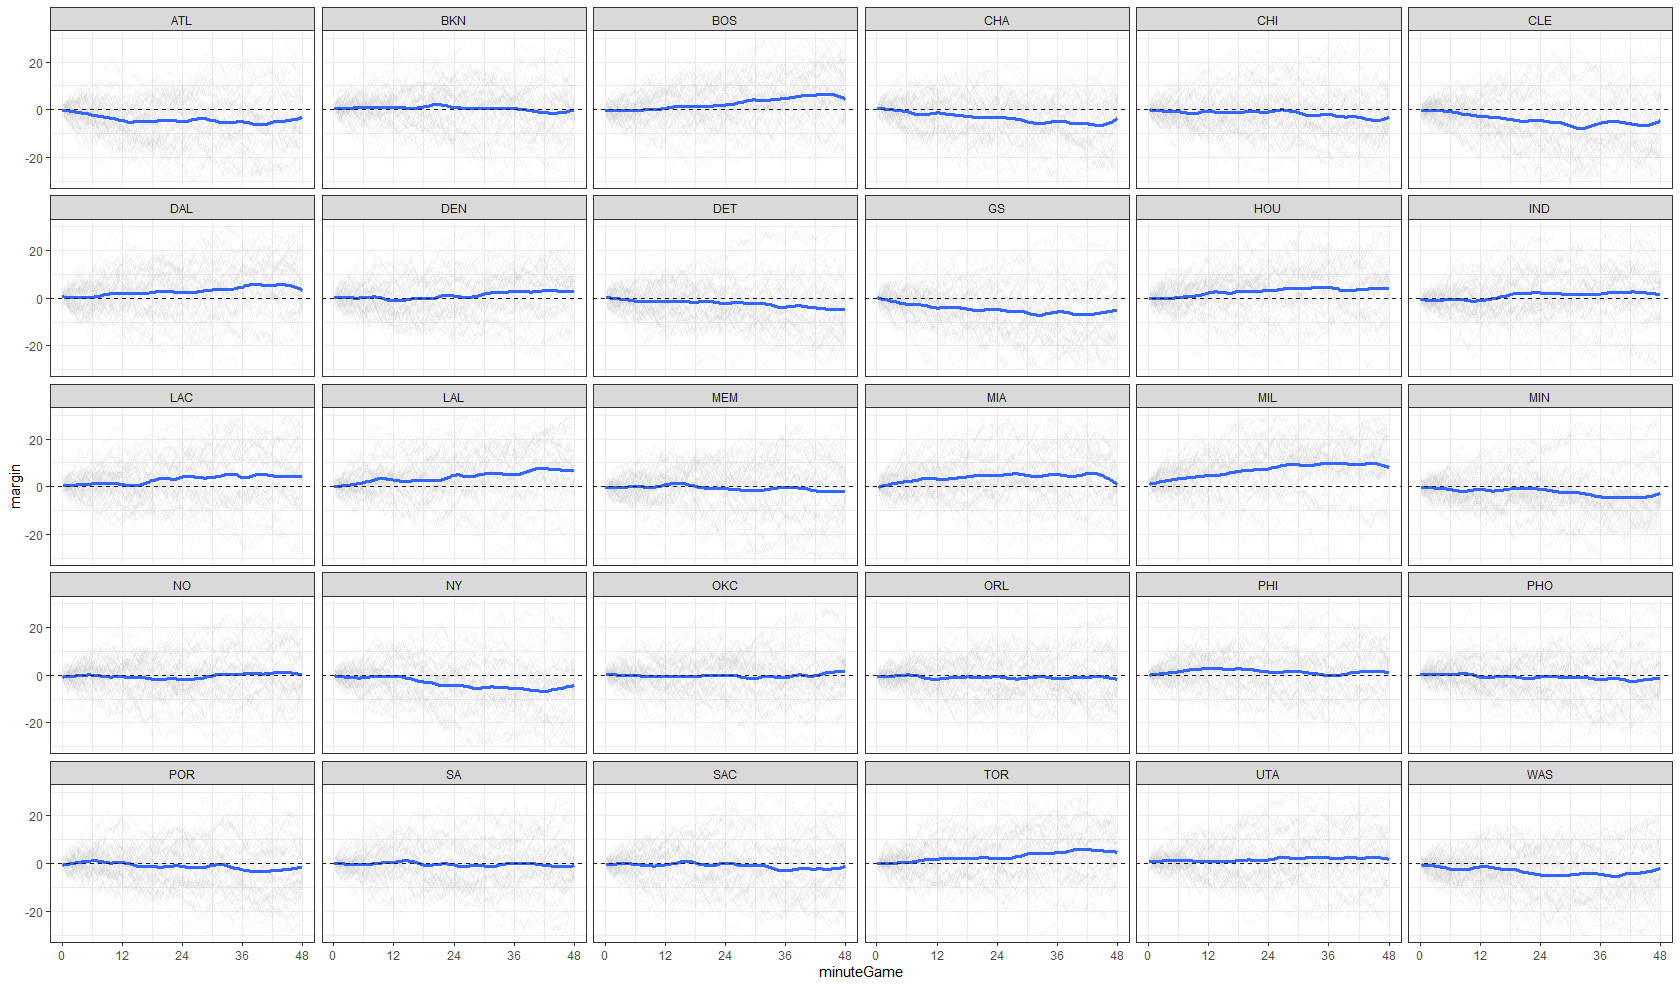 ATL BKN BOS CHA CHI CLE
20
0
-20
DAL DEN DET GS HOU IND
20
0
-20
LAC LAL MEM MIA MIL MIN
20
0
-20
margin
NO NY OKC ORL PHI PHO
20
0
-20
POR SA SAC TOR UTA WAS
20
0
-20
0 12 24 36 48 0 12 24 36 48 0 12 24 36 48 0 12 24 36 48 0 12 24 36 48 0 12 24 36 48
minuteGame